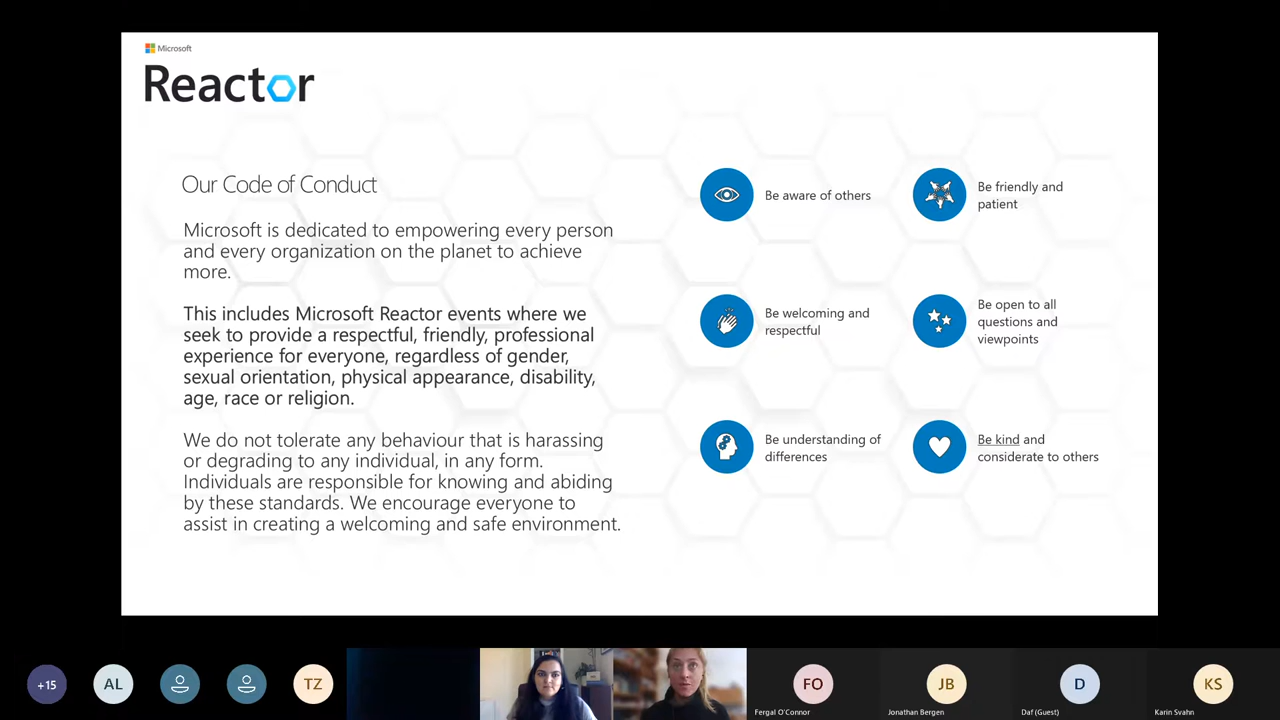 Microsoft
Reactor
Our Code of Conduct
Microsoft is dedicated to empowering every person
and every organization on the planet to achieve
more.
This includes Microsoft Reactor events where we
seek to provide a respectful, friendly, professional
experience for everyone, regardless of gender,
sexual orientation, physical appearance, disability,
age, race or religion.
We do not tolerate any behaviour that is harassing
or degrading to any individual, in any form.
Individuals are responsible for knowing and abiding
by these standards. We encourage everyone to
assist in creating a welcoming and safe environment.
Be aware of others
Be friendly and
patient
Be welcoming and
respectful
Be open to all
questions and
viewpoints
Be understanding of
differences
Be kind and
considerate to others
+15
AL
TZ
FO
Fergal O'Connor
JB
Jonathan Bergen
D
Daf (Guest)
KS
Karin Svahn